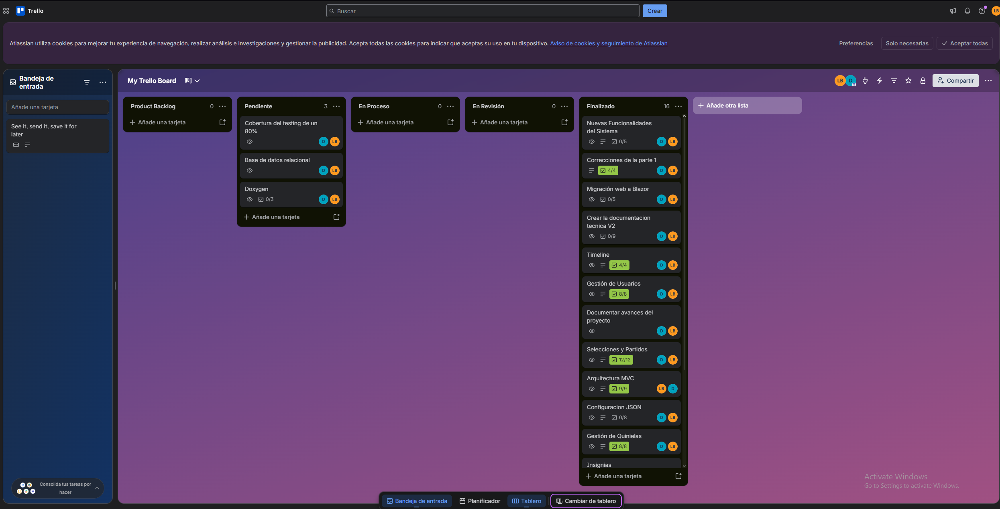 Trello
Buscar
Crear
LB
Atlassian utiliza cookies para mejorar tu experiencia de navegación, realizar análisis e investigaciones y gestionar la publicidad. Acepta todas las cookies para indicar que aceptas su uso en tu dispositivo. Aviso de cookies y seguimiento de Atlassian
Preferencias
Solo necesarias
Aceptar todas
Bandeja de
entrada
Añade una tarjeta
See it, send it, save it for
later
Consolida tus tareas por
hacer
My Trello Board
LB D
Compartir
Product Backlog 0
Añade una tarjeta
Pendiente 3
Cobertura del testing de un
80%
D LB
Base de datos relacional
D LB
Doxygen
0/3 D LB
Añade una tarjeta
En Proceso 0
Añade una tarjeta
En Revisión 0
Añade una tarjeta
Finalizado 16
Nuevas Funcionalidades
del Sistema
0/5 D LB
Correcciones de la parte 1
4/4 D LB
Migración web a Blazor
0/5 D LB
Crear la documentacion
tecnica V2
0/9 D LB
Timeline
4/4 D LB
Gestión de Usuarios
8/8 D LB
Documentar avances del
proyecto
D LB
Selecciones y Partidos
12/12 D LB
Arquitectura MVC
9/9 LB D
Configuracion JSON
0/8 D LB
Gestión de Quinielas
8/8 D LB
Insignias
Añade una tarjeta
Añade otra lista
Activate Windows
Go to Settings to activate Windows.
Bandeja de entrada
Planificador
Tablero
Cambiar de tablero